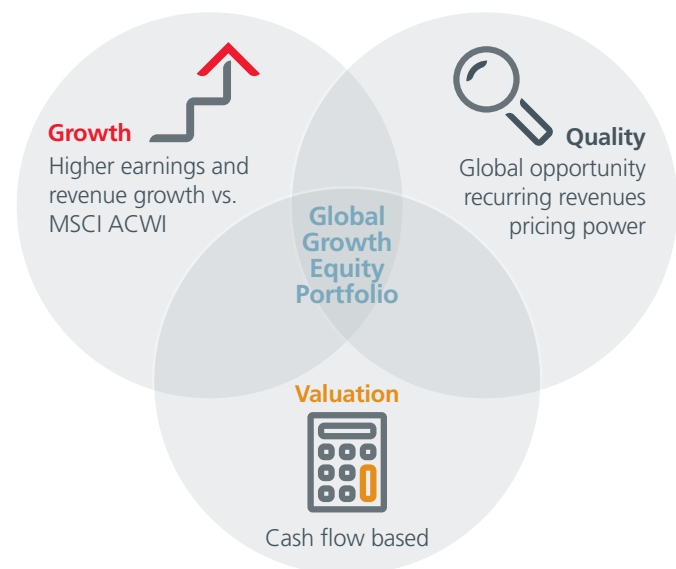 Growth
Higher earnings and
revenue growth vs.
MSCI ACWI
Quality
Global opportunity
recurring revenues
pricing power
Global
Growth
Equity
Portfolio
Valuation
Cash flow based